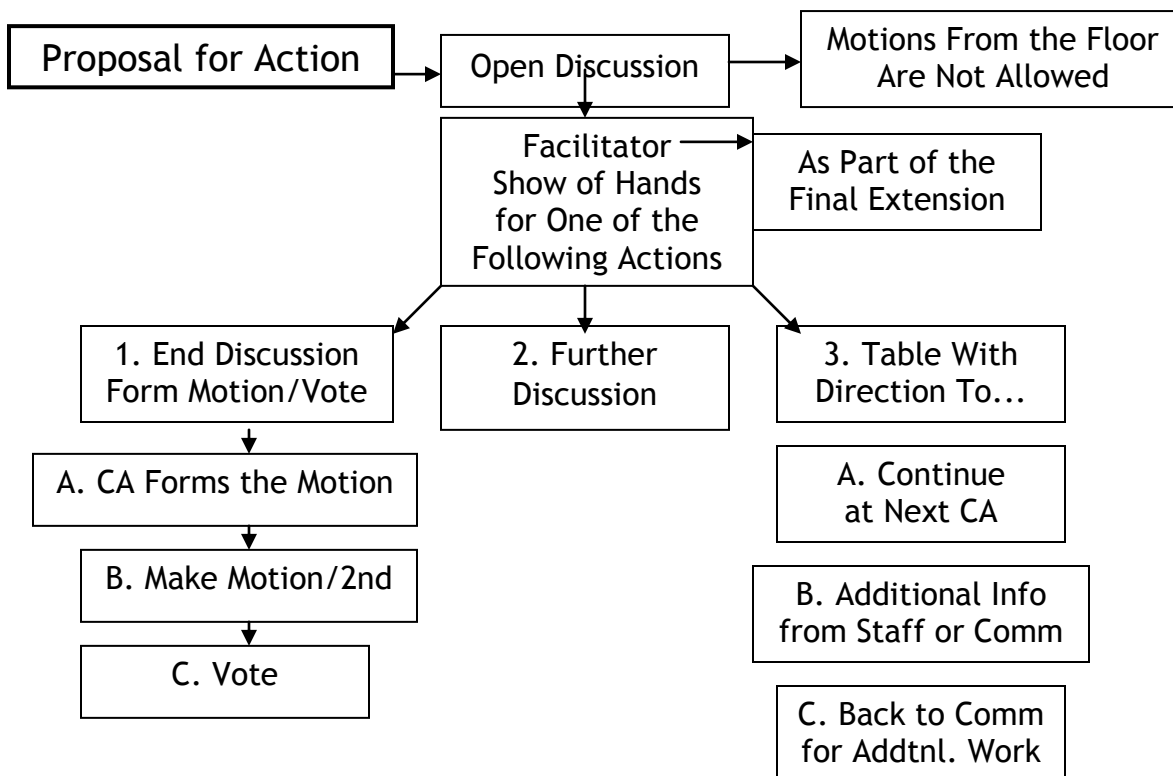 Proposal for Action
Open Discussion
Motions From the Floor
Are Not Allowed
Facilitator
Show of Hands
for One of the
Following Actions
As Part of the
Final Extension
1. End Discussion
Form Motion/Vote
2. Further
Discussion
3. Table With
Direction To...
A. CA Forms the Motion
B. Make Motion/2nd
C. Vote
A. Continue
at Next CA
B. Additional Info
from Staff or Comm
C. Back to Comm
for Addtnl. Work